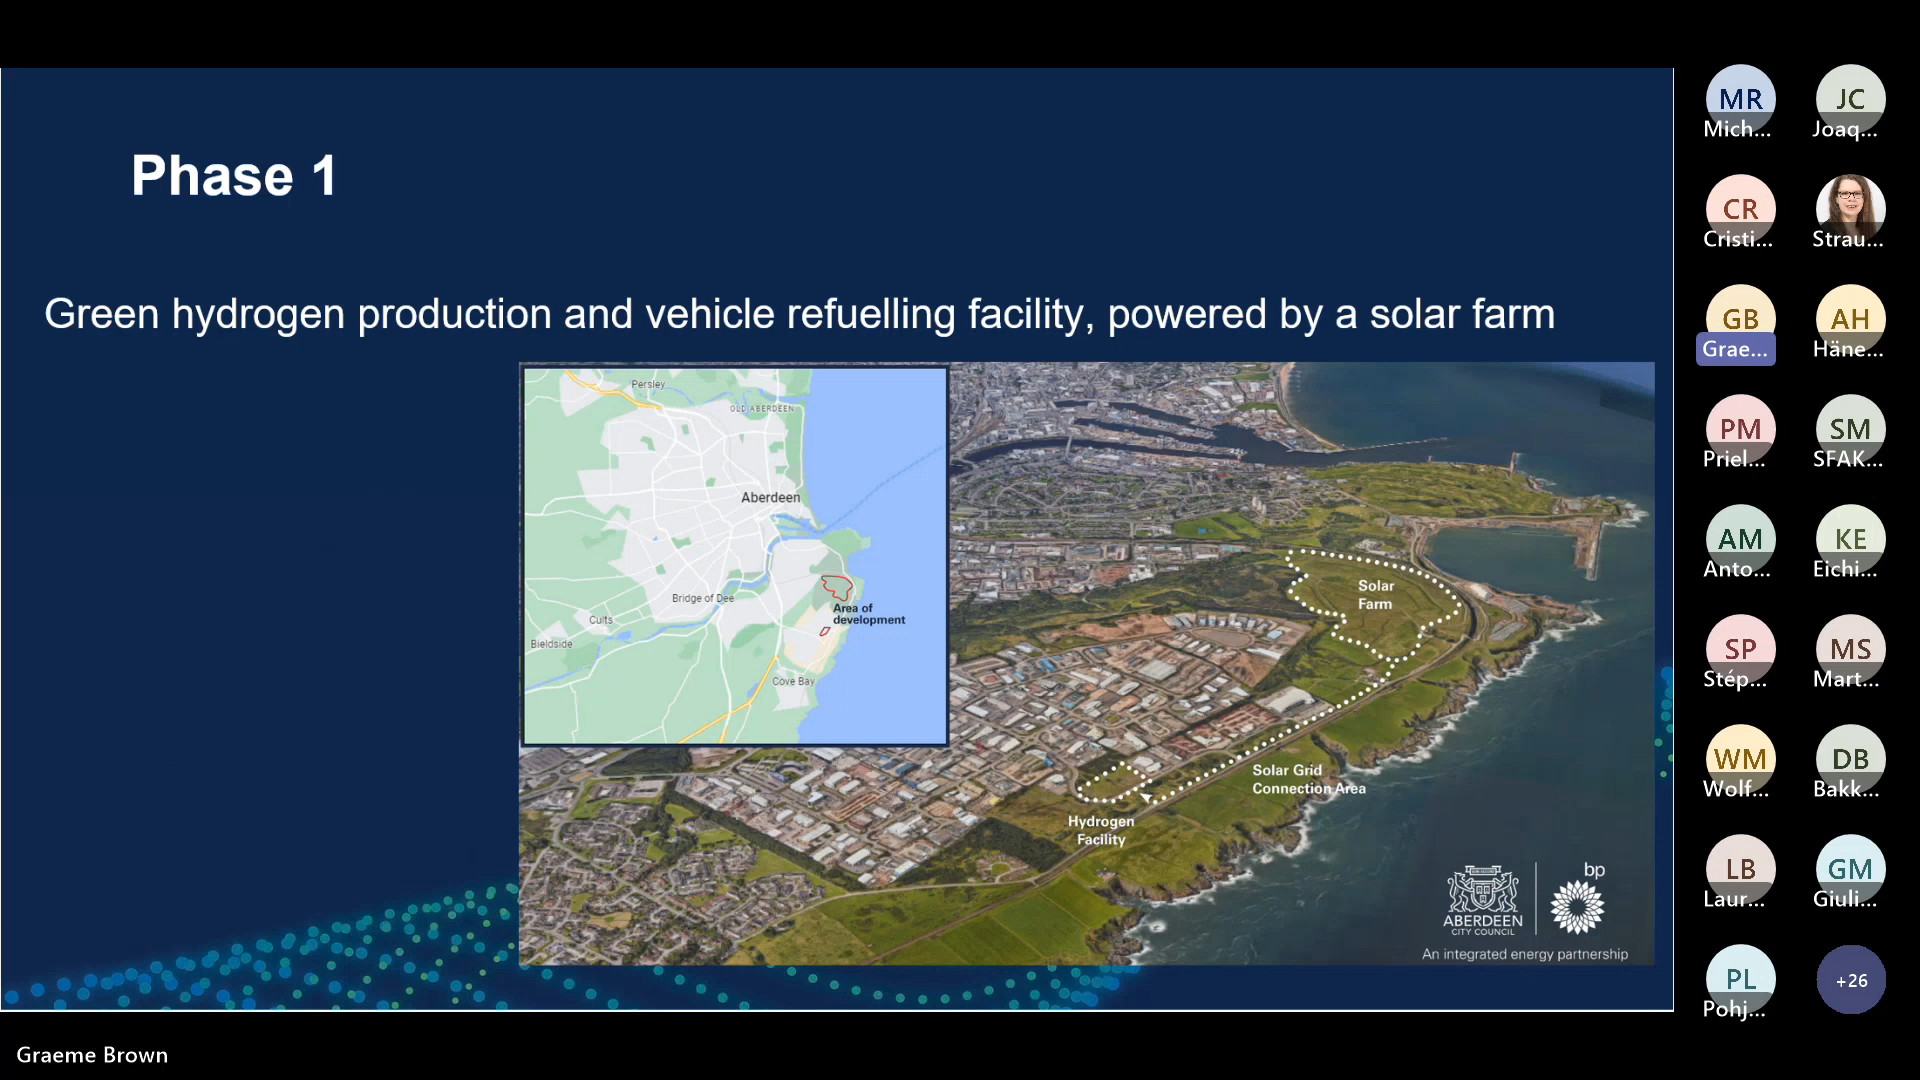 Phase 1
Green hydrogen production and vehicle refuelling facility, powered by a solar farm
Persley
OLD ABERDEEN
Aberdeen
Bridge of Dee
Cults
Bieldside
Area of
development
Cove Bay
Solar
Farm
Solar Grid
Connection Area
Hydrogen
Facility
ABERDEEN
CITY COUNCIL
bp
An integrated energy partnership
MR
Mich...
JC
Joaq...
CR
Cristi...
Strau...
GB
Grae...
AH
Häne...
PM
Priel...
SM
SFAK...
AM
Anto...
KE
Eichi...
SP
Stép...
MS
Mart...
WM
Wolf...
DB
Bakk...
LB
Laur...
GM
Giuli...
PL
Pohj...
+26
Graeme Brown